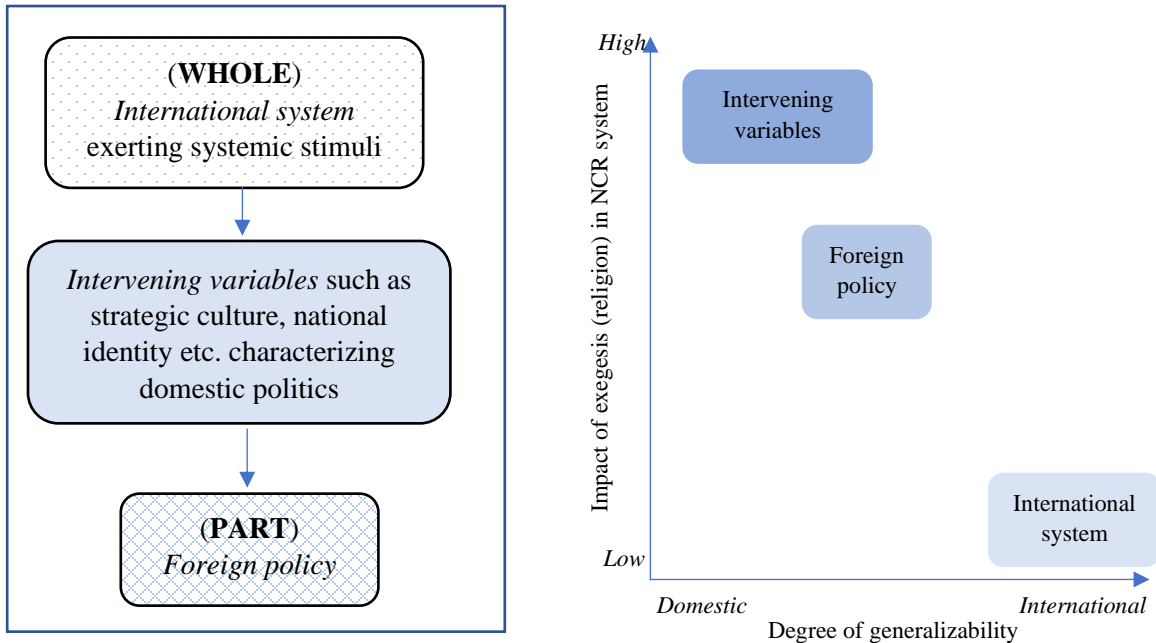 (WHOLE)
International system
exerting systemic stimuli
Intervening variables such as
strategic culture, national
identity etc. characterizing
domestic politics
(PART)
Foreign policy
High
Impact of exegesis (religion) in NCR system
Low
Intervening
variables
Foreign
policy
International
system
Domestic
International
Degree of generalizability